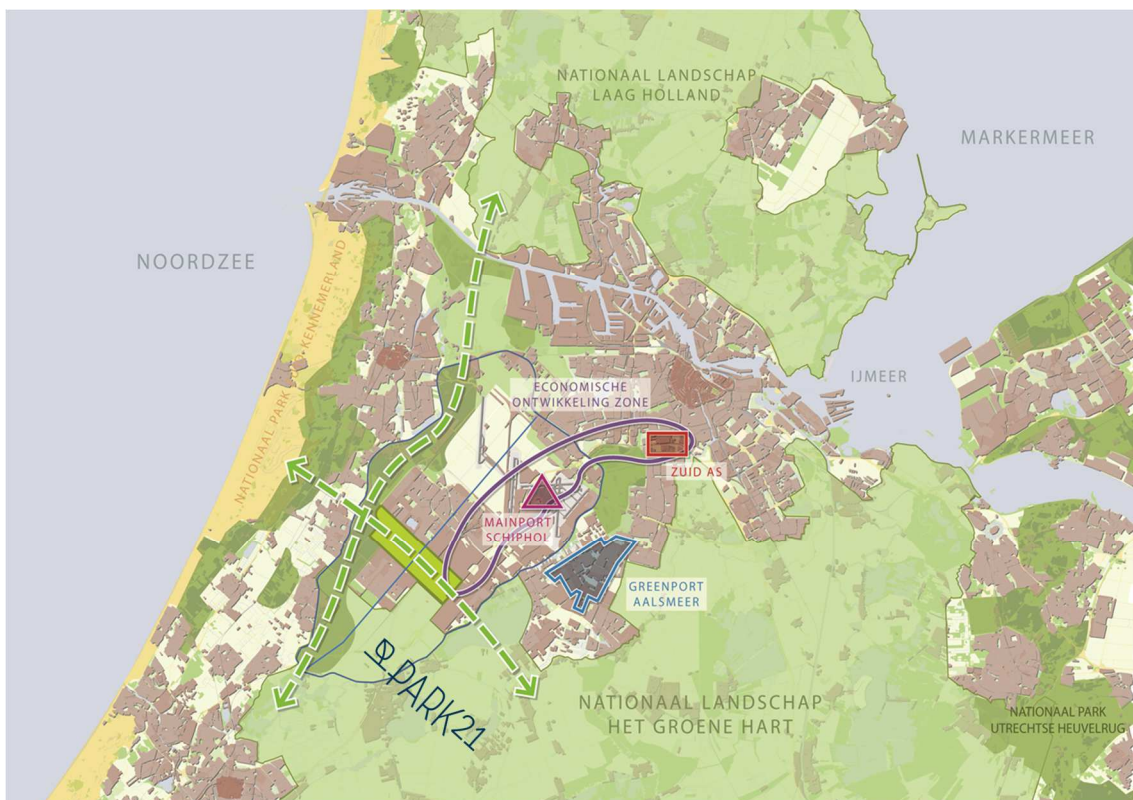 NATIONAAL LANDSCHAP
LAAG HOLLAND
MARKERMEER
NOORDZEE
NATIONAAL PARK KENNEMERLAND
IJMEER
ECONOMISCHE
ONTWIKKELING ZONE
ZUID AS
MAINPORT
SCHIPHOL
GREENPORT
AALSMEER
PARK21
NATIONAAL LANDSCHAP
HET GROENE HART
NATIONAAL PARK
UTRECHTSE HEUVELRUG